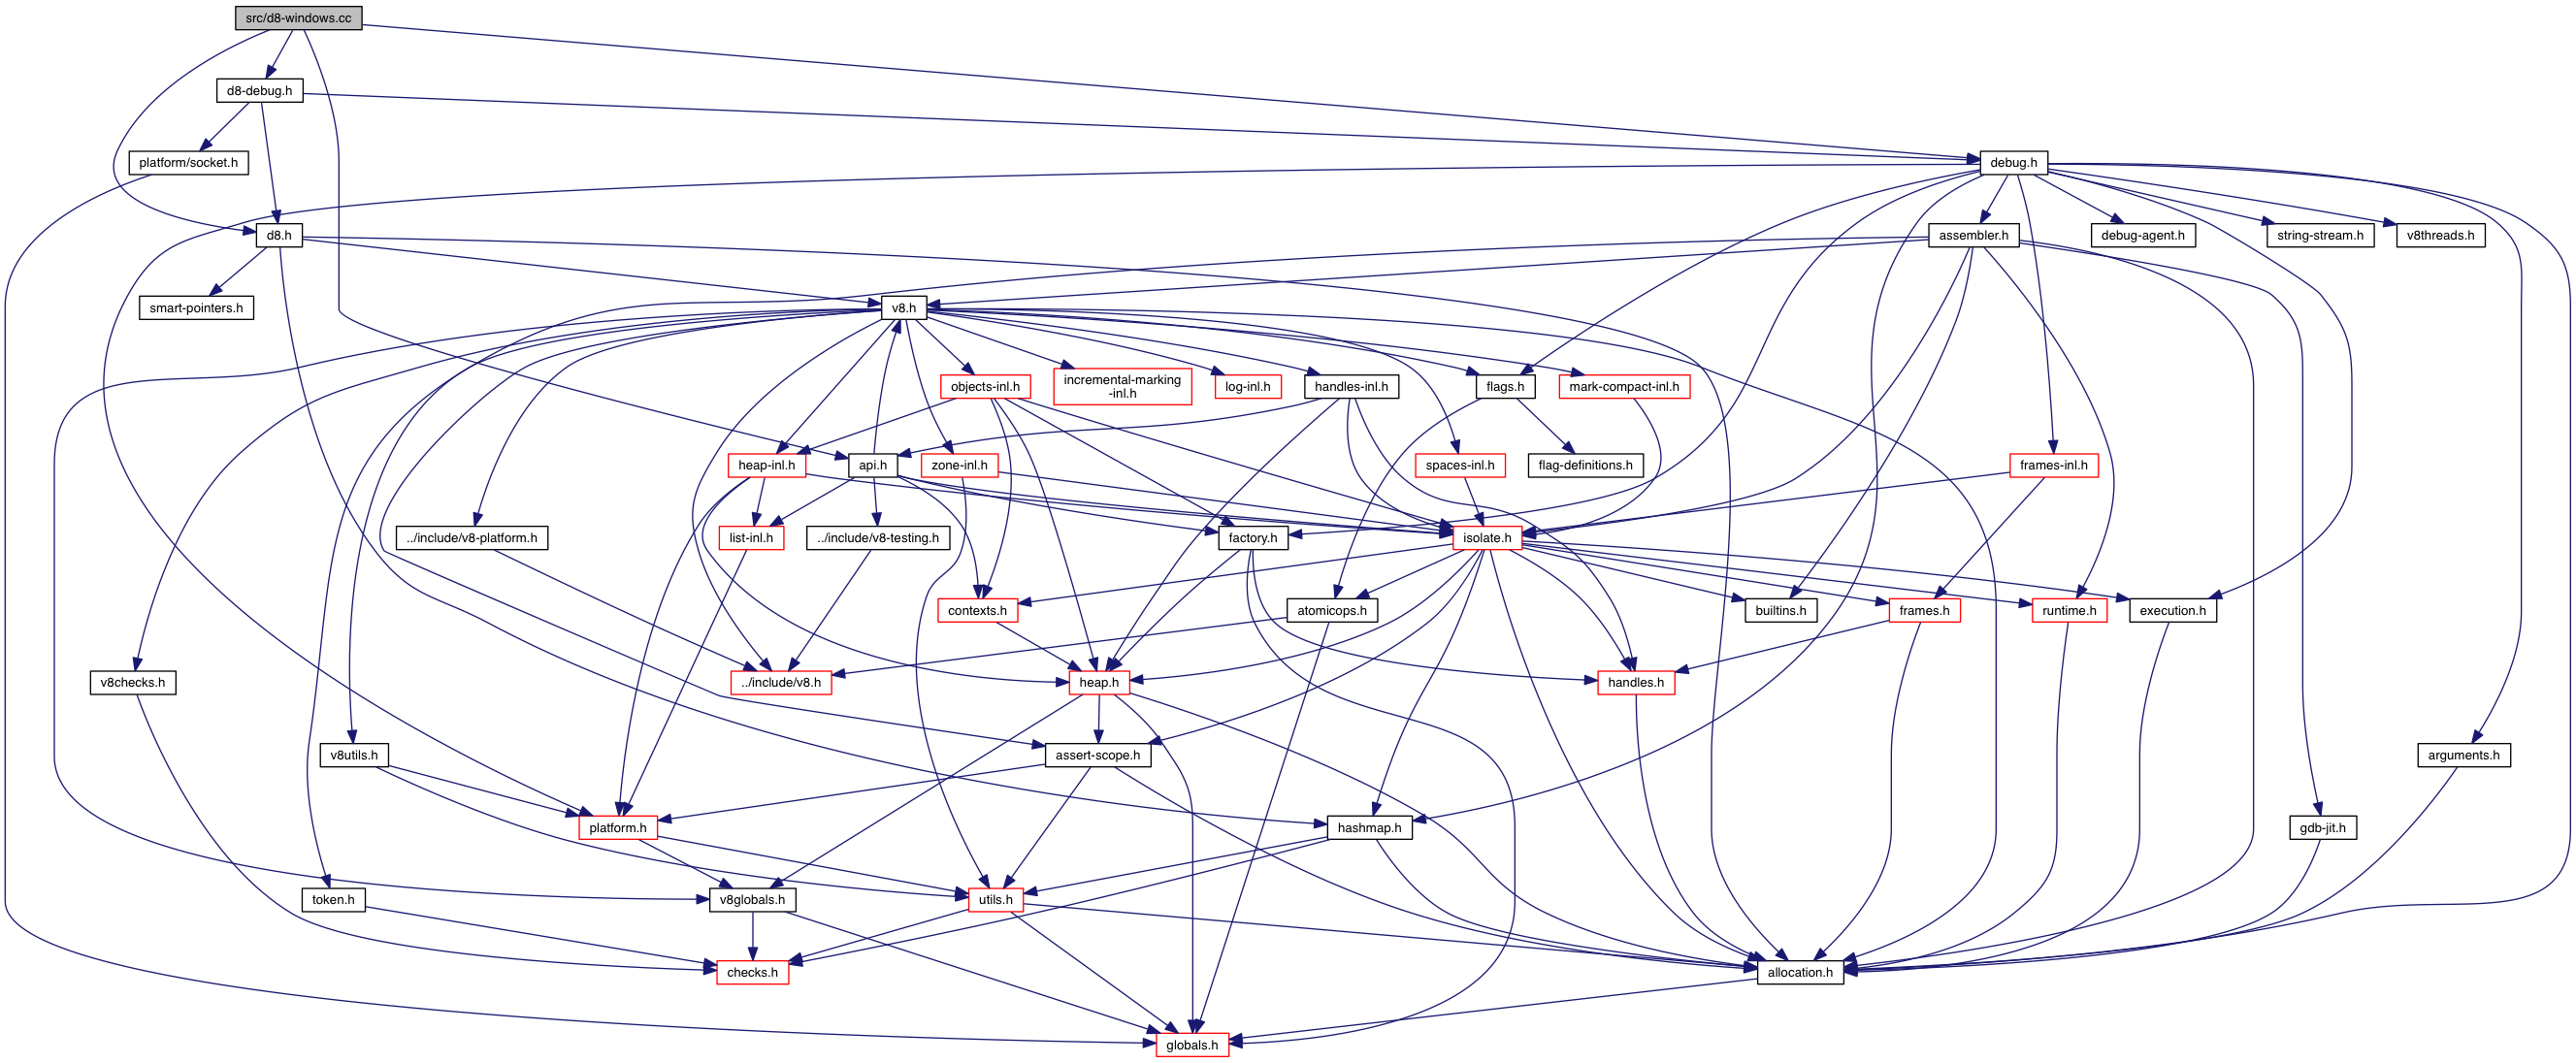 src/d8-windows.cc
d8-debug.h
platform/socket.h
debug.h
d8.h
assembler.h
debug-agent.h
string-stream.h
v8threads.h
smart-pointers.h
v8.h
objects-inl.h
incremental-marking
-inl.h
log-inl.h
handles-inl.h
flags.h
mark-compact-inl.h
heap-inl.h
api.h
zone-inl.h
spaces-inl.h
flag-definitions.h
frames-inl.h
../include/v8-platform.h
list-inl.h
../include/v8-testing.h
factory.h
isolate.h
contexts.h
atomicops.h
builtins.h
frames.h
runtime.h
execution.h
v8checks.h
../include/v8.h
heap.h
handles.h
v8utils.h
assert-scope.h
arguments.h
platform.h
hashmap.h
gdb-jit.h
token.h
v8globals.h
utils.h
checks.h
allocation.h
globals.h